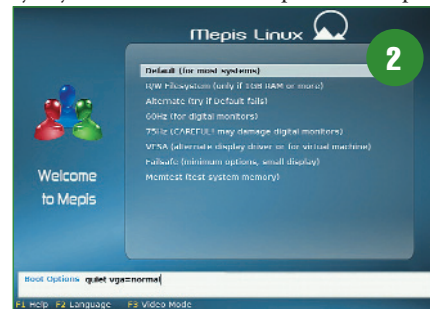 Mepis Linux
2
Default (for most systems)
R/W Filesystem (only if 1GB RAM or more)
Alternate (try if Default fails)
60Hz (for digital monitors)
75Hz (CAREFUL! may damage digital monitors)
VESA (alternate display driver or for virtual machine)
Failsafe (minimum options, small display)
Memtest (test system memory)
Welcome
to Mepis
Boot Options quiet vga=normal
F1 Help F2 Language F3 Video Mode